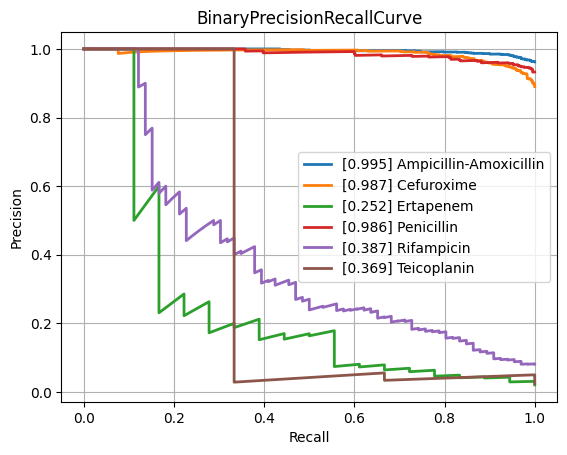 BinaryPrecisionRecallCurve
Precision
1.0
0.8
0.6
0.4
0.2
0.0
[0.995] Ampicillin-Amoxicillin
[0.987] Cefuroxime
[0.252] Ertapenem
[0.986] Penicillin
[0.387] Rifampicin
[0.369] Teicoplanin
0.0 0.2 0.4 0.6 0.8 1.0
Recall